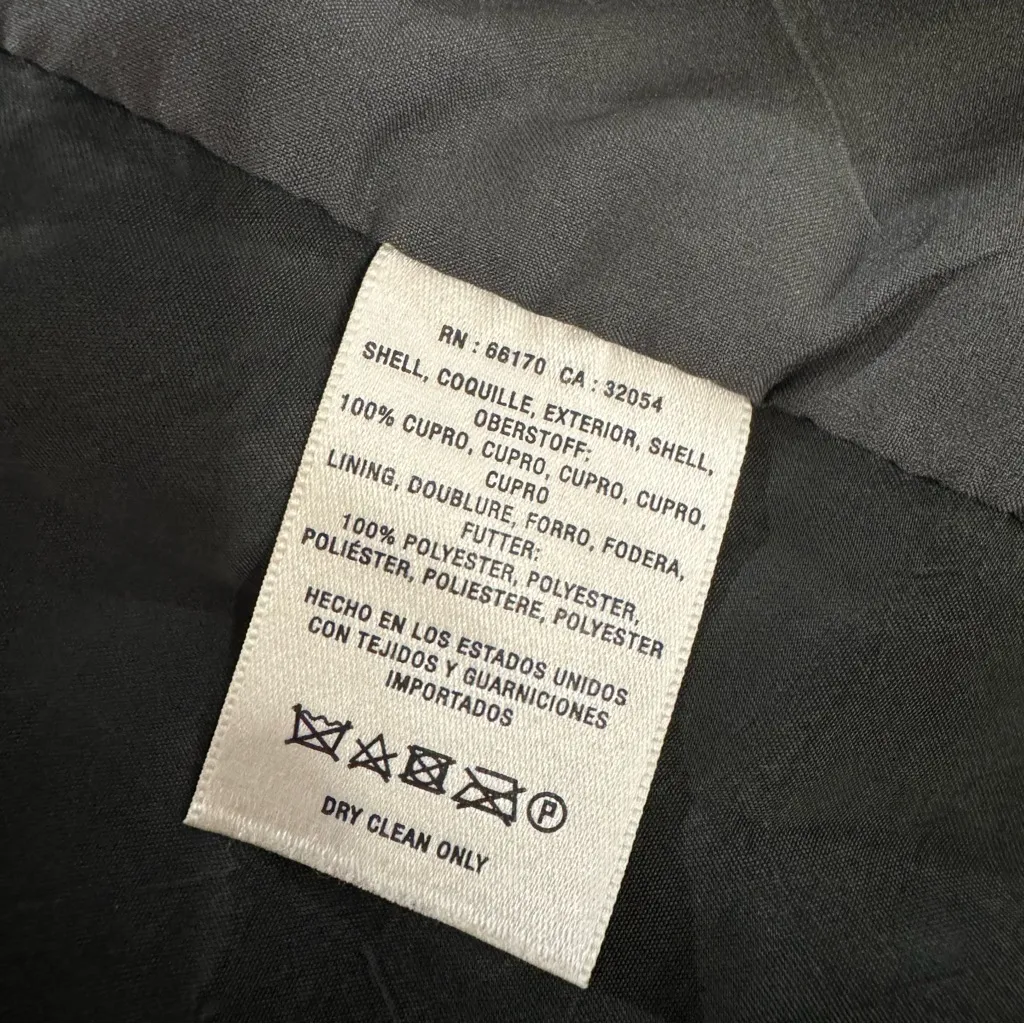 RN : 66170 CA : 32054
SHELL, COQUILLE, EXTERIOR, SHELL,
OBERSTOFF:
100% CUPRO, CUPRO, CUPRO, CUPRO,
CUPRO
LINING, DOUBLURE, FORRO, FODERA,
FUTTER:
100% POLYESTER, POLYESTER,
POLIÉSTER, POLIESTERE, POLYESTER
HECHO EN LOS ESTADOS UNIDOS
CON TEJIDOS Y GUARNICIONES
IMPORTADOS
P
DRY CLEAN ONLY